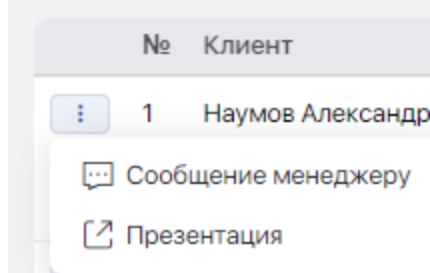 № Клиент
1 Наумов Александр
Сообщение менеджеру
Презентация